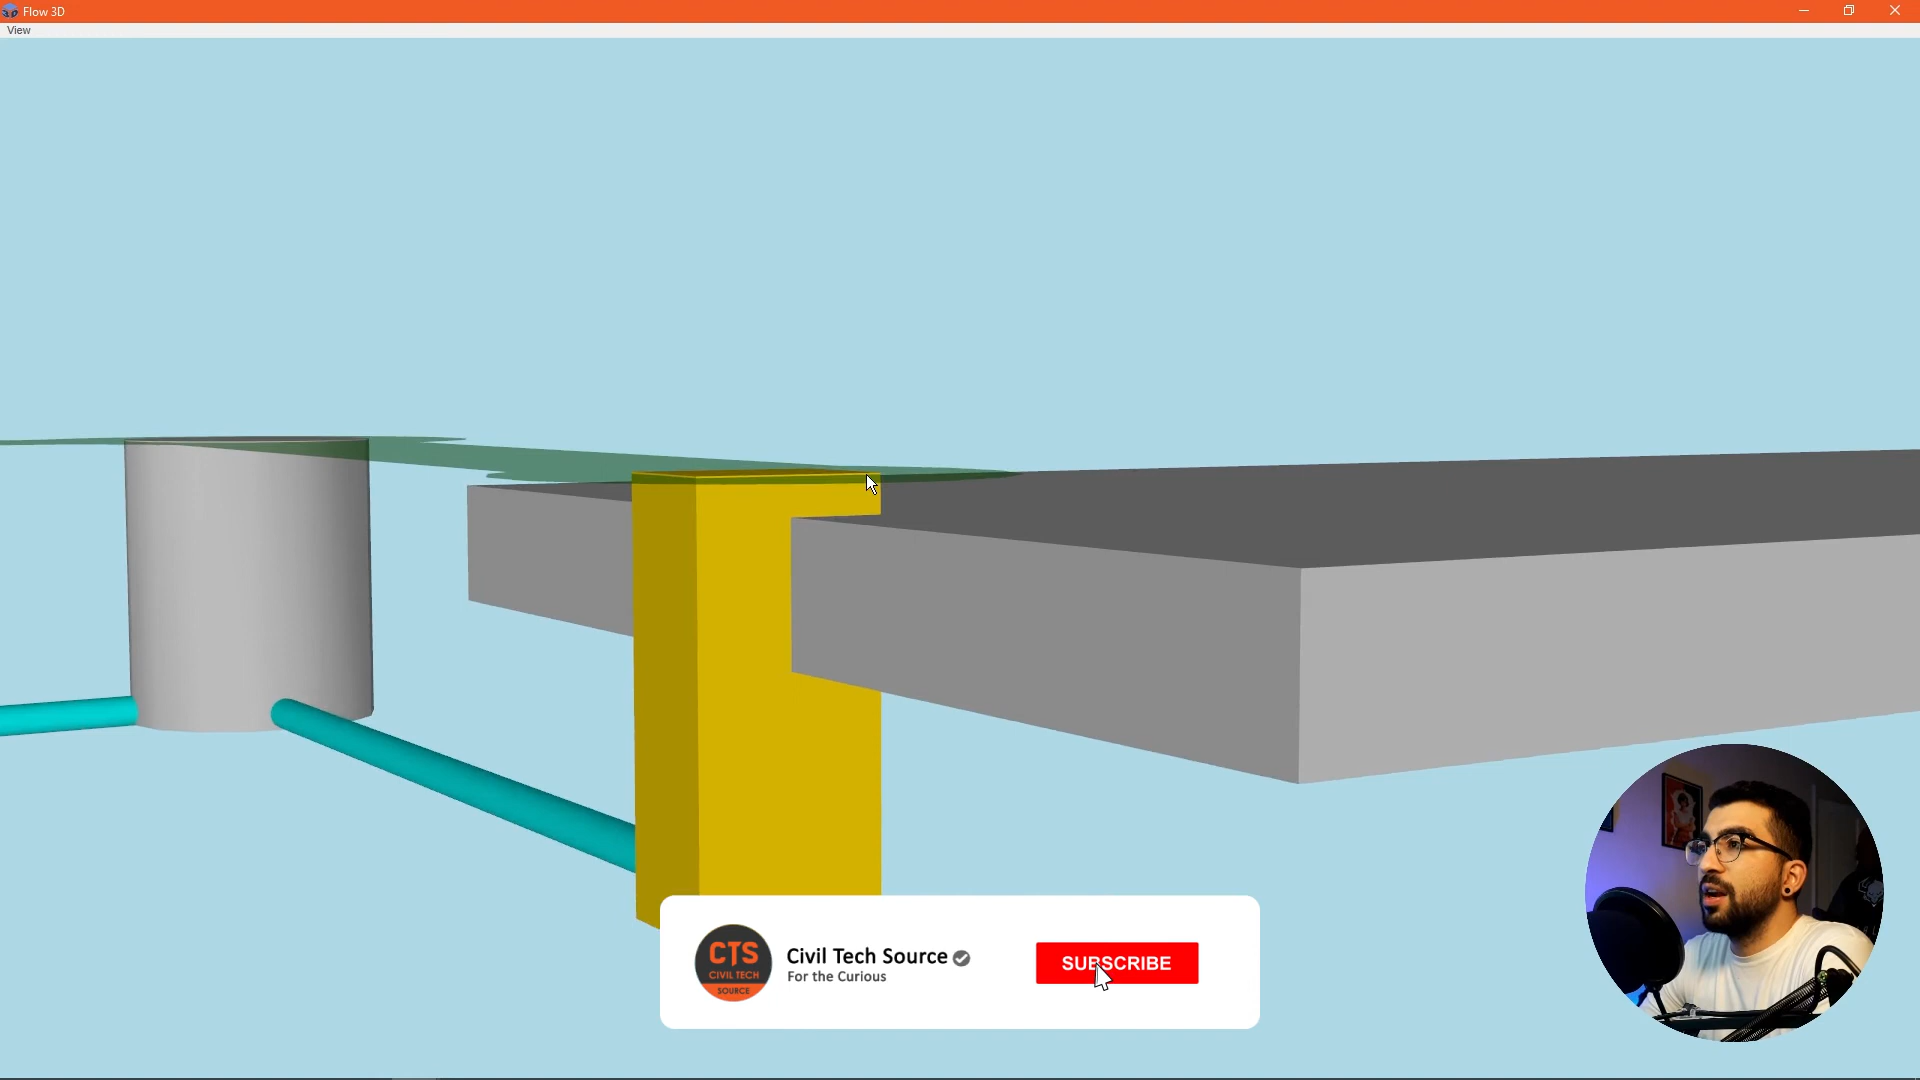 Flow 3D
View
CTS
CIVIL TECH
SOURCE
Civil Tech Source
For the Curious
SUBSCRIBE